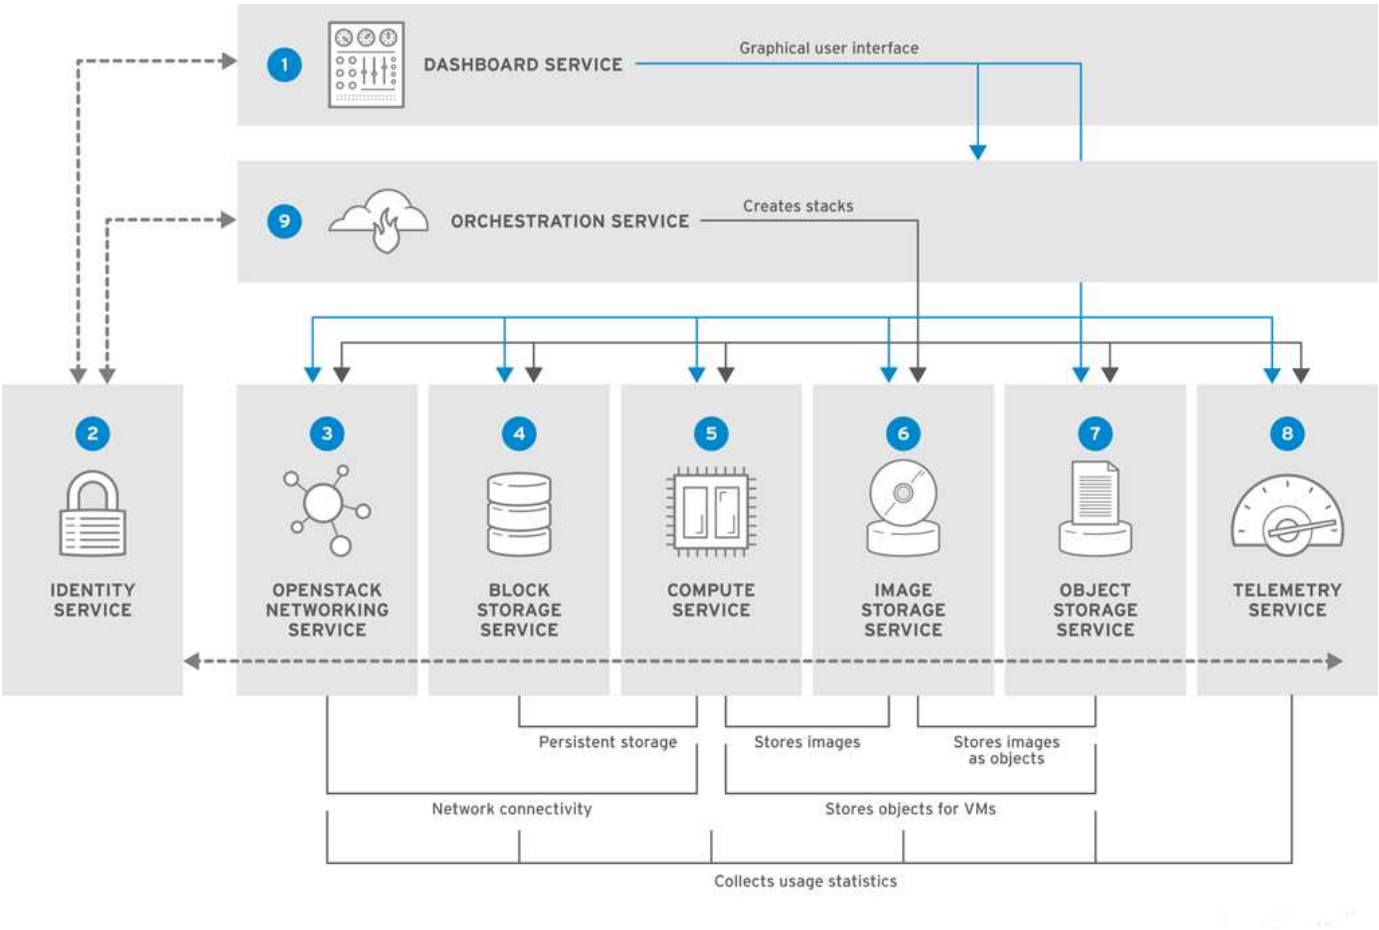 Graphical user interface
1
DASHBOARD SERVICE
Creates stacks
9
ORCHESTRATION SERVICE
2
3
4
5
6
7
8
IDENTITY
SERVICE
OPENSTACK
NETWORKING
SERVICE
BLOCK
STORAGE
SERVICE
COMPUTE
SERVICE
IMAGE
STORAGE
SERVICE
OBJECT
STORAGE
SERVICE
TELEMETRY
SERVICE
Persistent storage
Stores images
Stores images
as objects
Network connectivity
Stores objects for VMs
Collects usage statistics